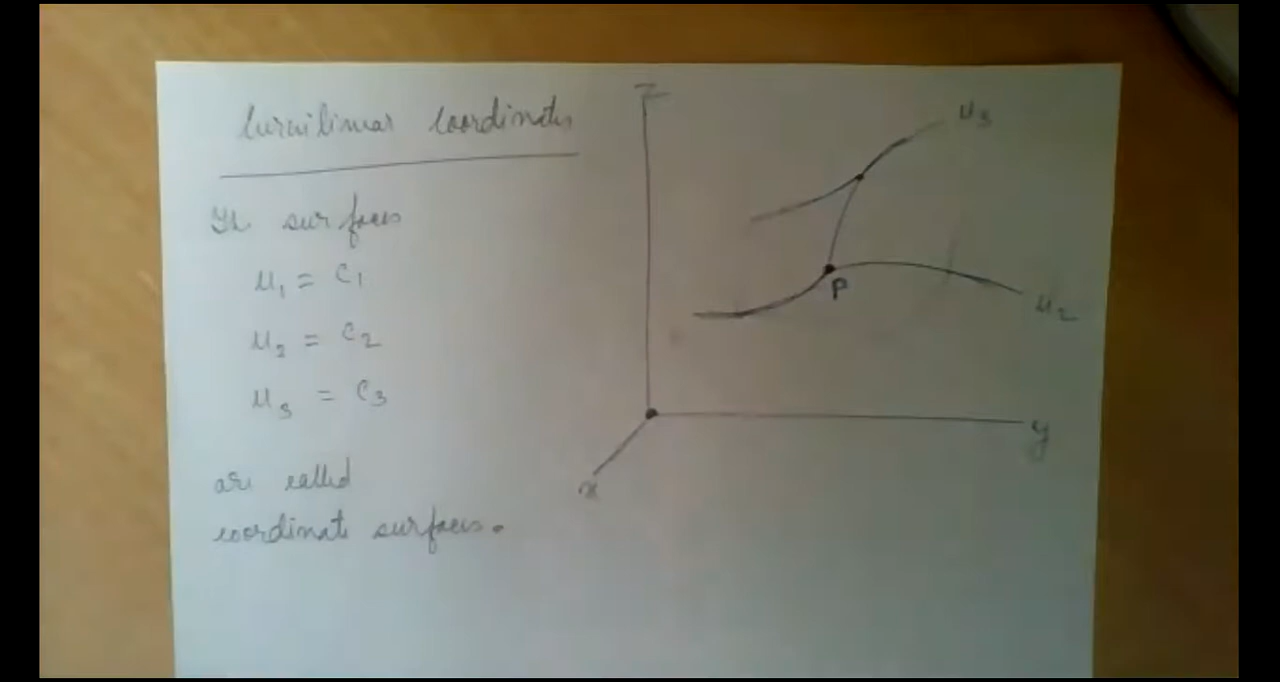 Curvilinear Coordinates
The surfaces
u₁ = c₁
u₂ = c₂
u₃ = c₃
are called
coordinate surfaces.
z
u₃
P
u₂
y
x